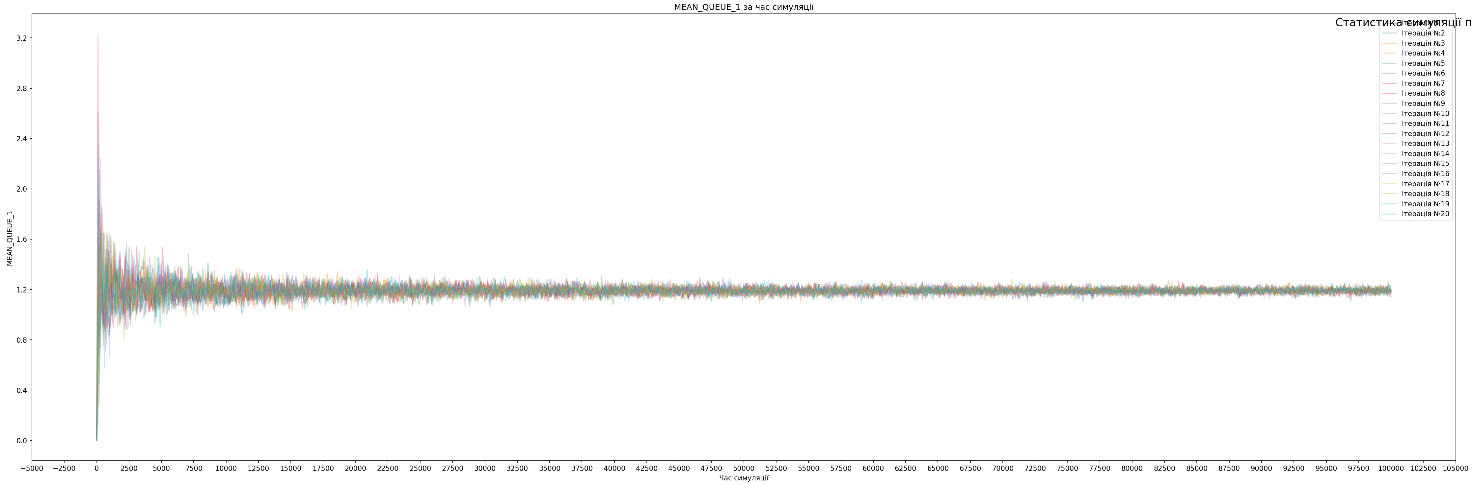 MEAN_QUEUE_1 за час симуляції
Статистика симуляції п
Ітерація №2
Ітерація №3
Ітерація №4
Ітерація №5
Ітерація №6
Ітерація №7
Ітерація №8
Ітерація №9
Ітерація №10
Ітерація №11
Ітерація №12
Ітерація №13
Ітерація №14
Ітерація №15
Ітерація №16
Ітерація №17
Ітерація №18
Ітерація №19
Ітерація №20
MEAN_QUEUE_1
3.2
2.8
2.4
2.0
1.6
1.2
0.8
0.4
0.0
−5000 −2500 0 2500 5000 7500 10000 12500 15000 17500 20000 22500 25000 27500 30000 32500 35000 37500 40000 42500 45000 47500 50000 52500 55000 57500 60000 62500 65000 67500 70000 72500 75000 77500 80000 82500 85000 87500 90000 92500 95000 97500 100000 102500 105000
Час симуляції